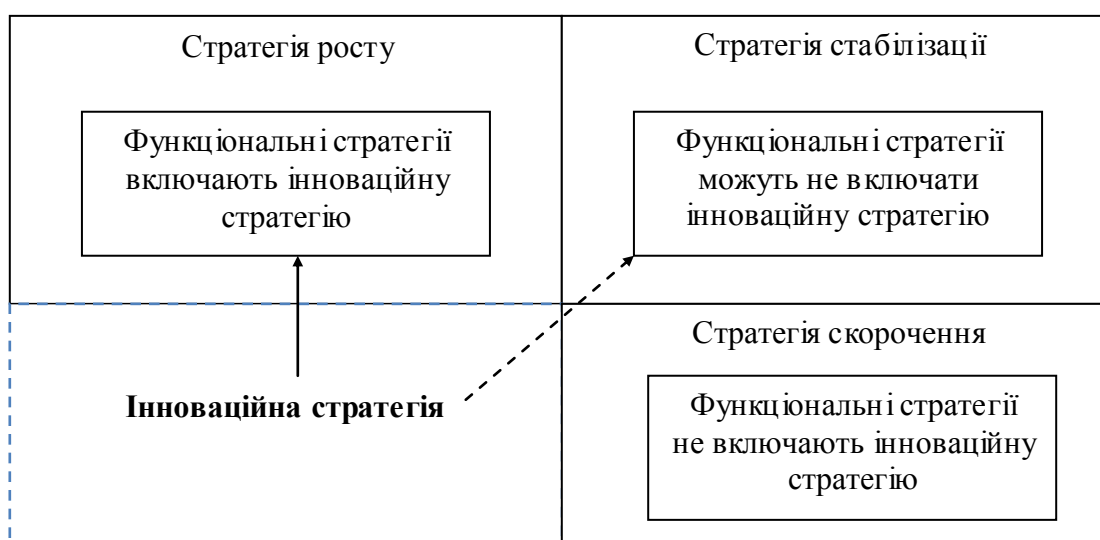 Стратегія росту
Функціональні стратегії
включають інноваційну
стратегію
Стратегія стабілізації
Функціональні стратегії
можуть не включати
інноваційну стратегію
Інноваційна стратегія
Стратегія скорочення
Функціональні стратегії
не включають інноваційну
стратегію